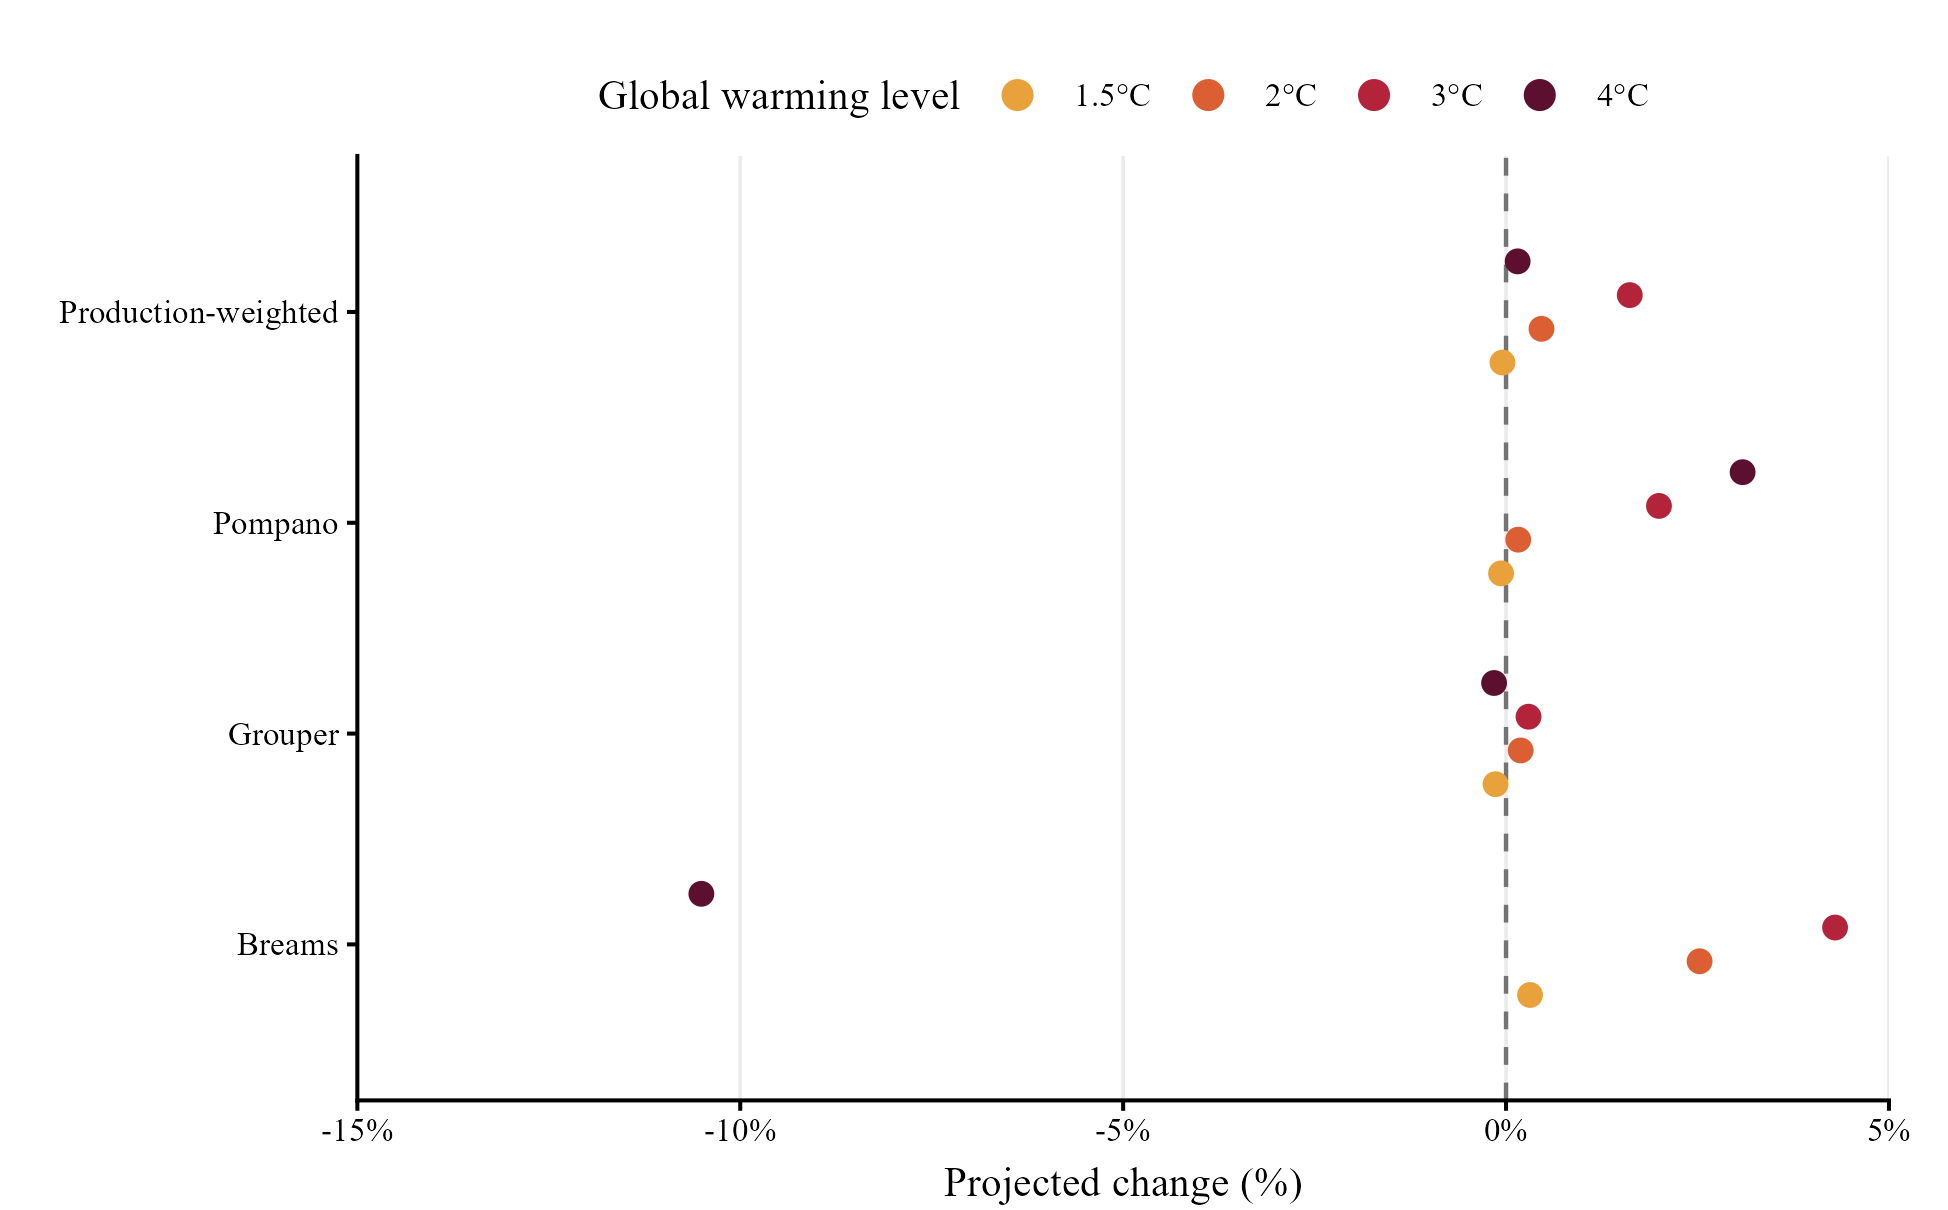 Global warming level 1.5°C 2°C 3°C 4°C
Production-weighted
Pompano
Grouper
Breams
-15% -10% -5% 0% 5%
Projected change (%)